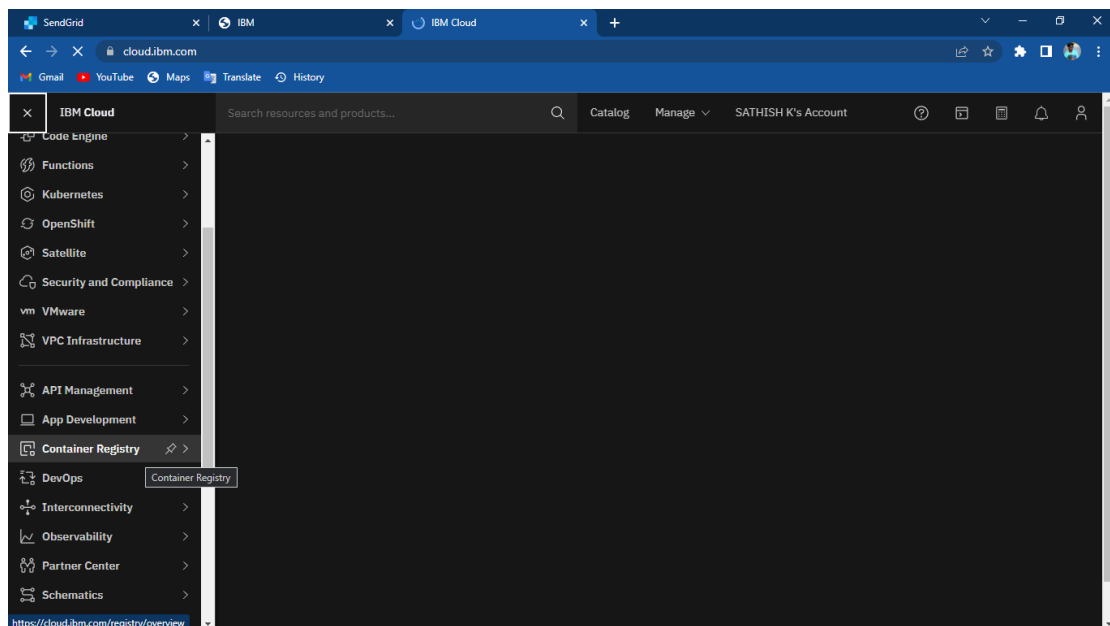 SendGrid
IBM
IBM Cloud
cloud.ibm.com
Gmail YouTube Maps Translate History
IBM Cloud Search resources and products... Catalog Manage SATHISH K's Account
Code Engine
Functions
Kubernetes
OpenShift
Satellite
Security and Compliance
vm VMware
VPC Infrastructure
API Management
App Development
Container Registry
DevOps
Container Registry
Interconnectivity
Observability
Partner Center
Schematics
https://cloud.ibm.com/registry/overview